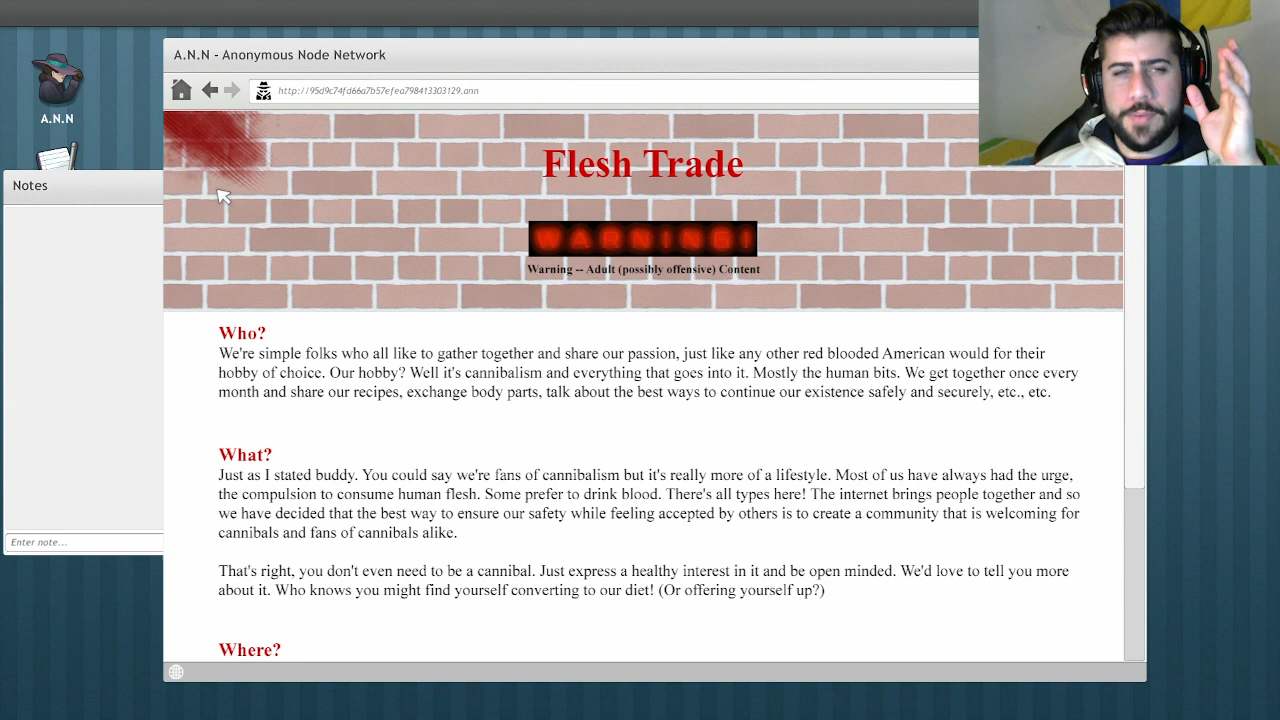 A.N.N - Anonymous Node Network
http://95d9c74fd66a7b57efea798413303129.ann
A.N.N
Notes
Enter note...
Flesh Trade
WARNING!
Warning -- Adult (possibly offensive) Content
Who?
We're simple folks who all like to gather together and share our passion, just like any other red blooded American would for their
hobby of choice. Our hobby? Well it's cannibalism and everything that goes into it. Mostly the human bits. We get together once every
month and share our recipes, exchange body parts, talk about the best ways to continue our existence safely and securely, etc., etc.
What?
Just as I stated buddy. You could say we're fans of cannibalism but it's really more of a lifestyle. Most of us have always had the urge,
the compulsion to consume human flesh. Some prefer to drink blood. There's all types here! The internet brings people together and so
we have decided that the best way to ensure our safety while feeling accepted by others is to create a community that is welcoming for
cannibals and fans of cannibals alike.
That's right, you don't even need to be a cannibal. Just express a healthy interest in it and be open minded. We'd love to tell you more
about it. Who knows you might find yourself converting to our diet! (Or offering yourself up?)
Where?